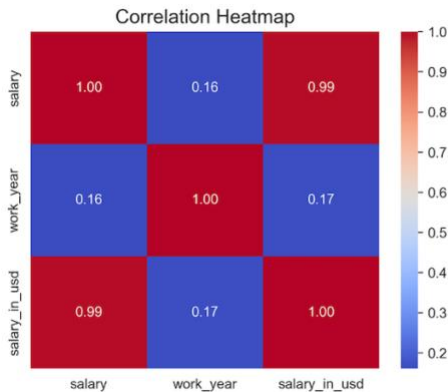 Correlation Heatmap
salary
1.00 0.16 0.99
work_year
0.16 1.00 0.17
salary_in_usd
0.99 0.17 1.00
salary work_year salary_in_usd
1.0
0.9
0.8
0.7
0.6
0.5
0.4
0.3
0.2